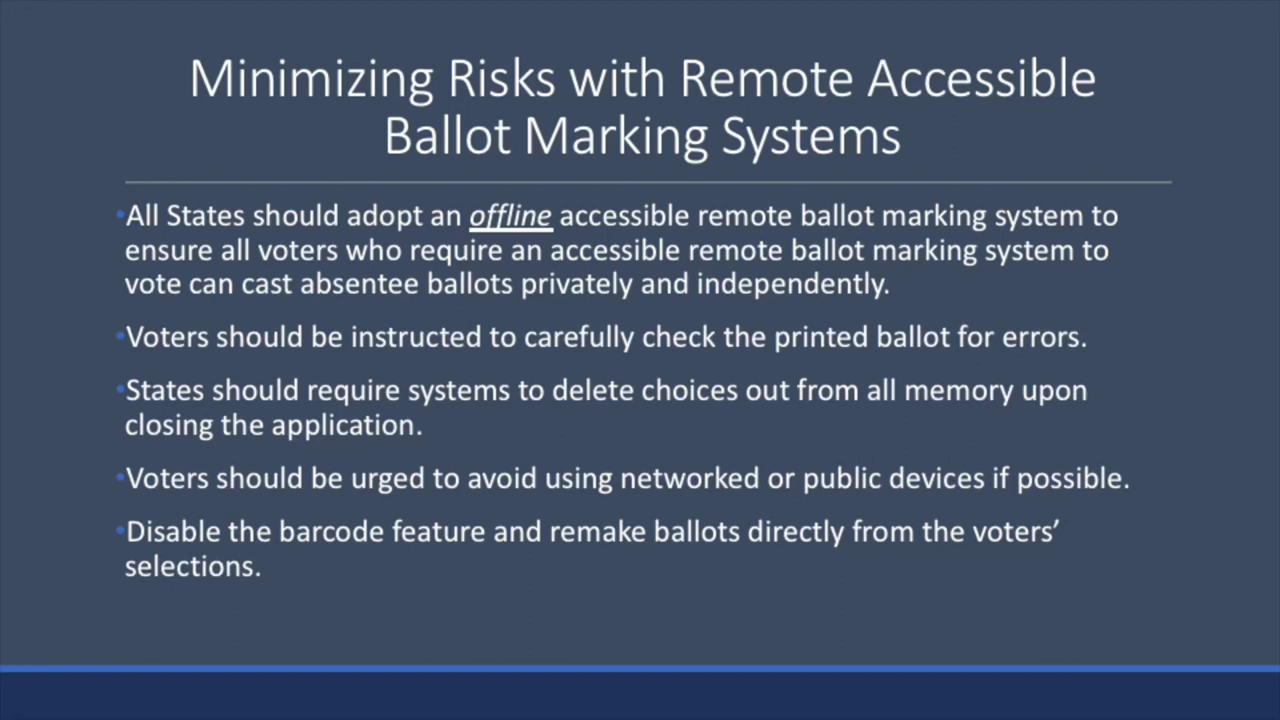 Minimizing Risks with Remote Accessible
Ballot Marking Systems
•All States should adopt an offline accessible remote ballot marking system to
ensure all voters who require an accessible remote ballot marking system to
vote can cast absentee ballots privately and independently.
•Voters should be instructed to carefully check the printed ballot for errors.
•States should require systems to delete choices out from all memory upon
closing the application.
•Voters should be urged to avoid using networked or public devices if possible.
•Disable the barcode feature and remake ballots directly from the voters’
selections.